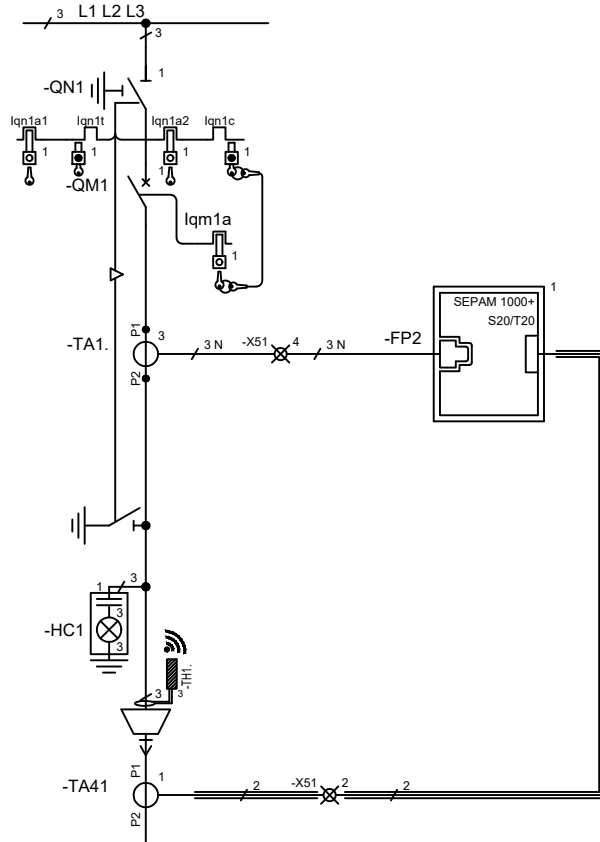 3 L1 L2 L3
3
-QN1 1
Iqn1a1 Iqn1t Iqn1a2 Iqn1c
1 1 1 1
-QM1 1
Iqm1a
1
1
SEPAM 1000+
S20/T20
P1
-TA1. 3 3 N -X51 4 3 N -FP2
P2
1 3
3
-HC1
3
-TH1.
3 3
P1
-TA41 1 2 -X51 2 2
P2